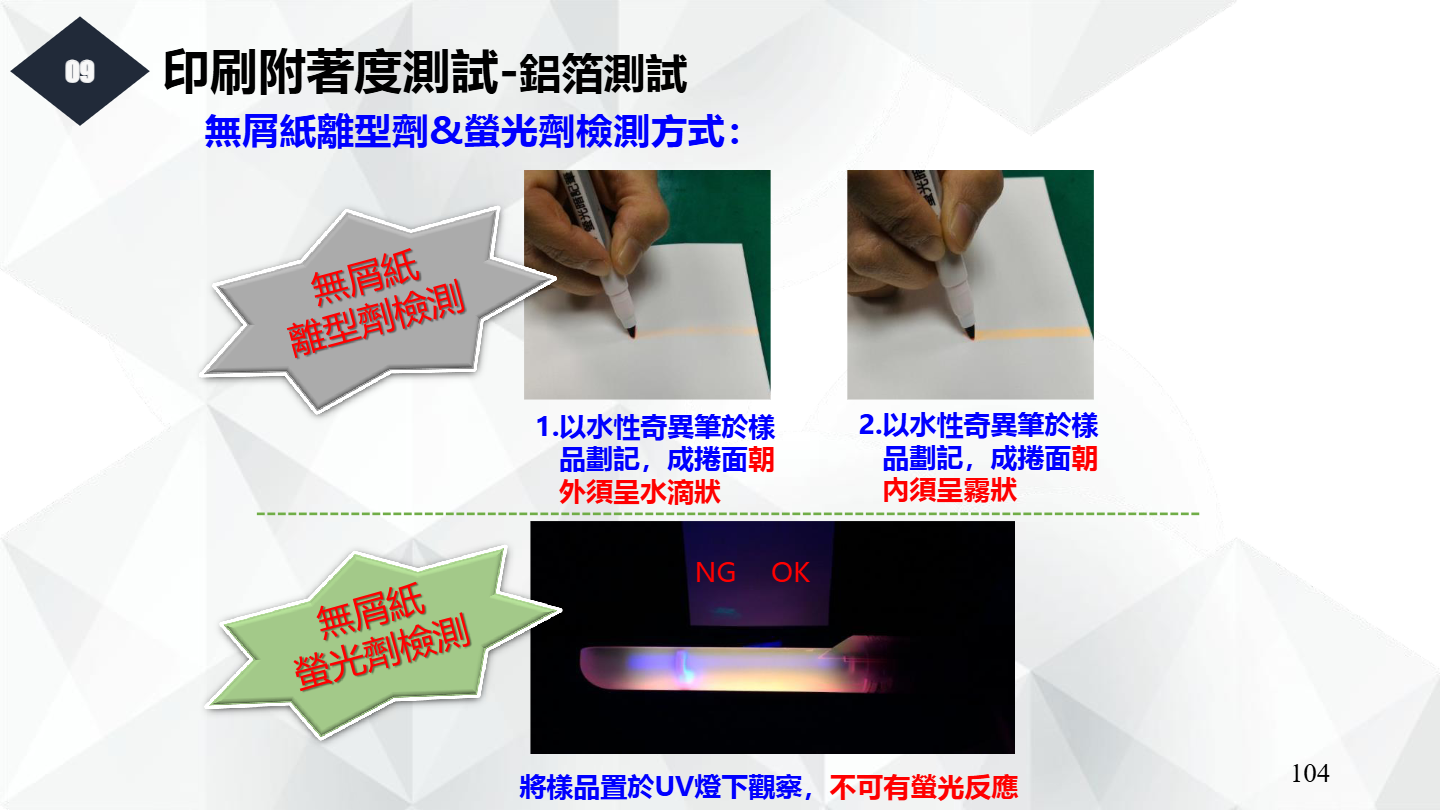 09
印刷附著度測試-鋁箔測試
無屑紙離型劑&螢光劑檢測方式：
無屑紙
離型劑檢測
1.以水性奇異筆於樣
品劃記，成捲面朝
外須呈水滴狀
2.以水性奇異筆於樣
品劃記，成捲面朝
內須呈霧狀
無屑紙
螢光劑檢測
NG OK
將樣品置於UV燈下觀察，不可有螢光反應
104